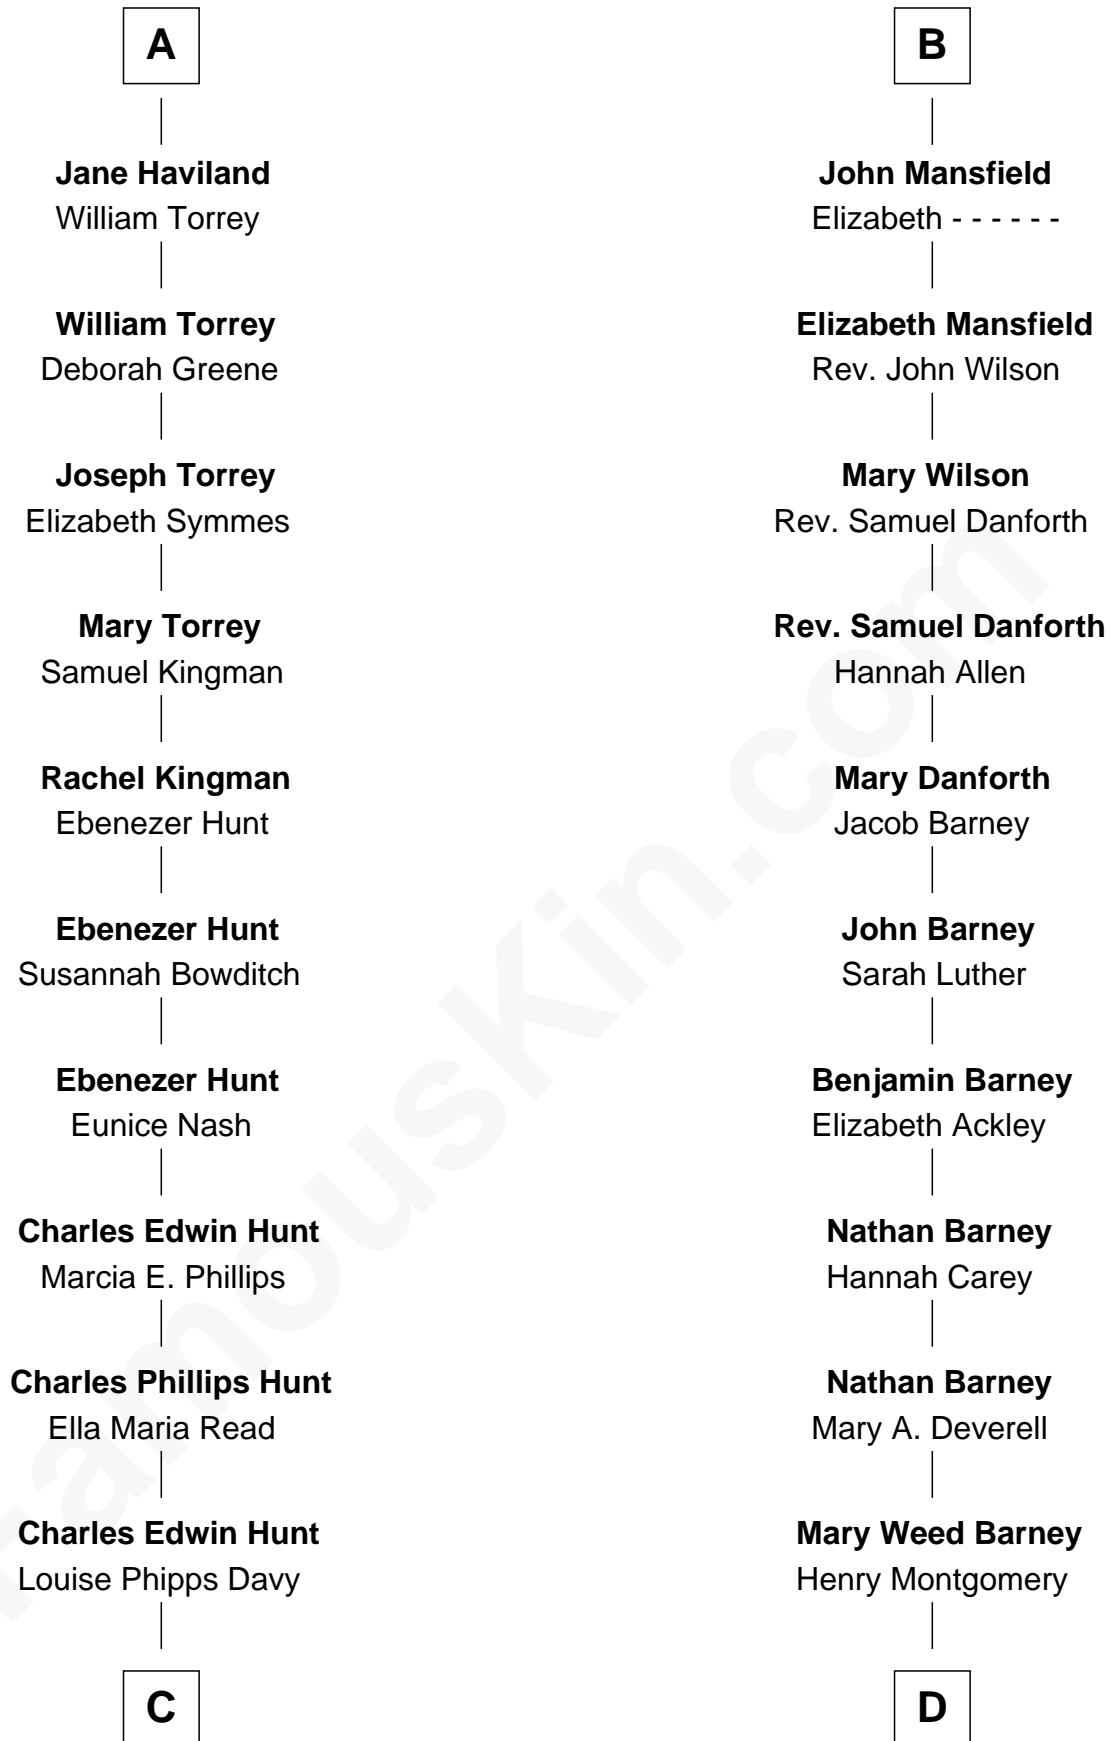 A
Jane Haviland
William Torrey
William Torrey
Deborah Greene
Joseph Torrey
Elizabeth Symmes
Mary Torrey
Samuel Kingman
Rachel Kingman
Ebenezer Hunt
Ebenezer Hunt
Susannah Bowditch
Ebenezer Hunt
Eunice Nash
Charles Edwin Hunt
Marcia E. Phillips
Charles Phillips Hunt
Ella Maria Read
Charles Edwin Hunt
Louise Phipps Davy
C
B
John Mansfield
Elizabeth - - - - - -
Elizabeth Mansfield
Rev. John Wilson
Mary Wilson
Rev. Samuel Danforth
Rev. Samuel Danforth
Hannah Allen
Mary Danforth
Jacob Barney
John Barney
Sarah Luther
Benjamin Barney
Elizabeth Ackley
Nathan Barney
Hannah Carey
Nathan Barney
Mary A. Deverell
Mary Weed Barney
Henry Montgomery
D
FamousKin.com